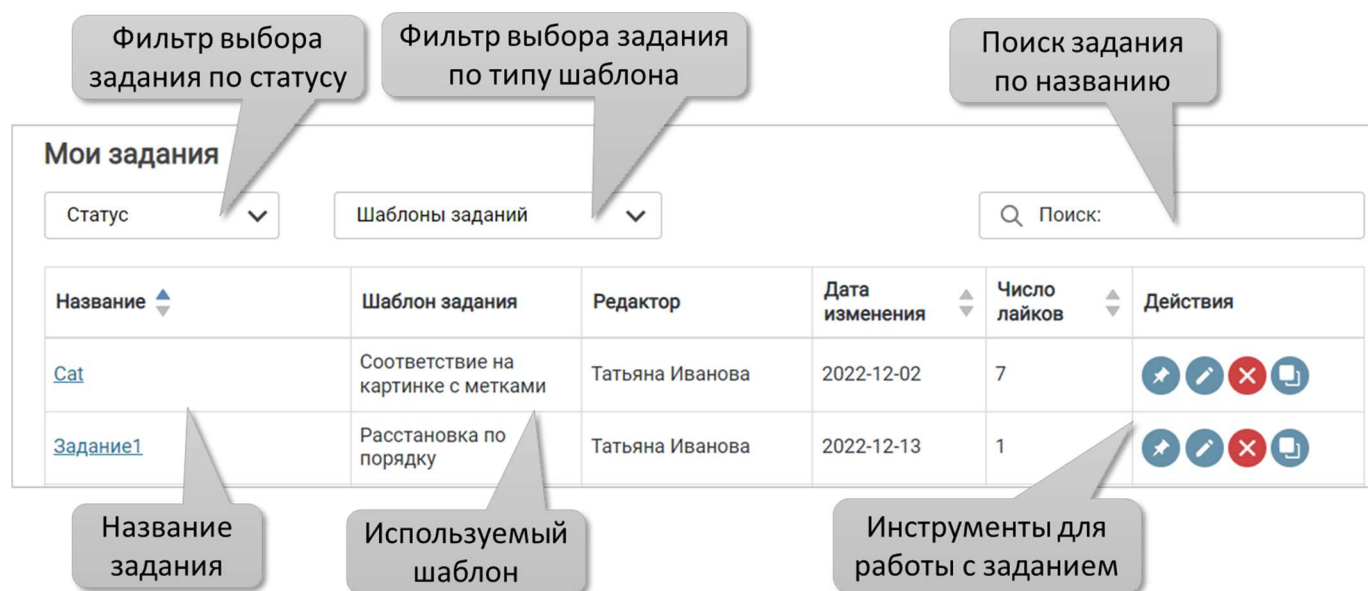 Фильтр выбора
задания по статусу
Фильтр выбора задания
по типу шаблона
Поиск задания
по названию
Мои задания
Статус
Шаблоны заданий
Поиск:
Название
Шаблон задания
Редактор
Дата
изменения
Число
лайков
Действия
Cat
Соответствие на
картинке с метками
Татьяна Иванова
2022-12-02
7
Задание1
Расстановка по
порядку
Татьяна Иванова
2022-12-13
1
Название
задания
Используемый
шаблон
Инструменты для
работы с заданием